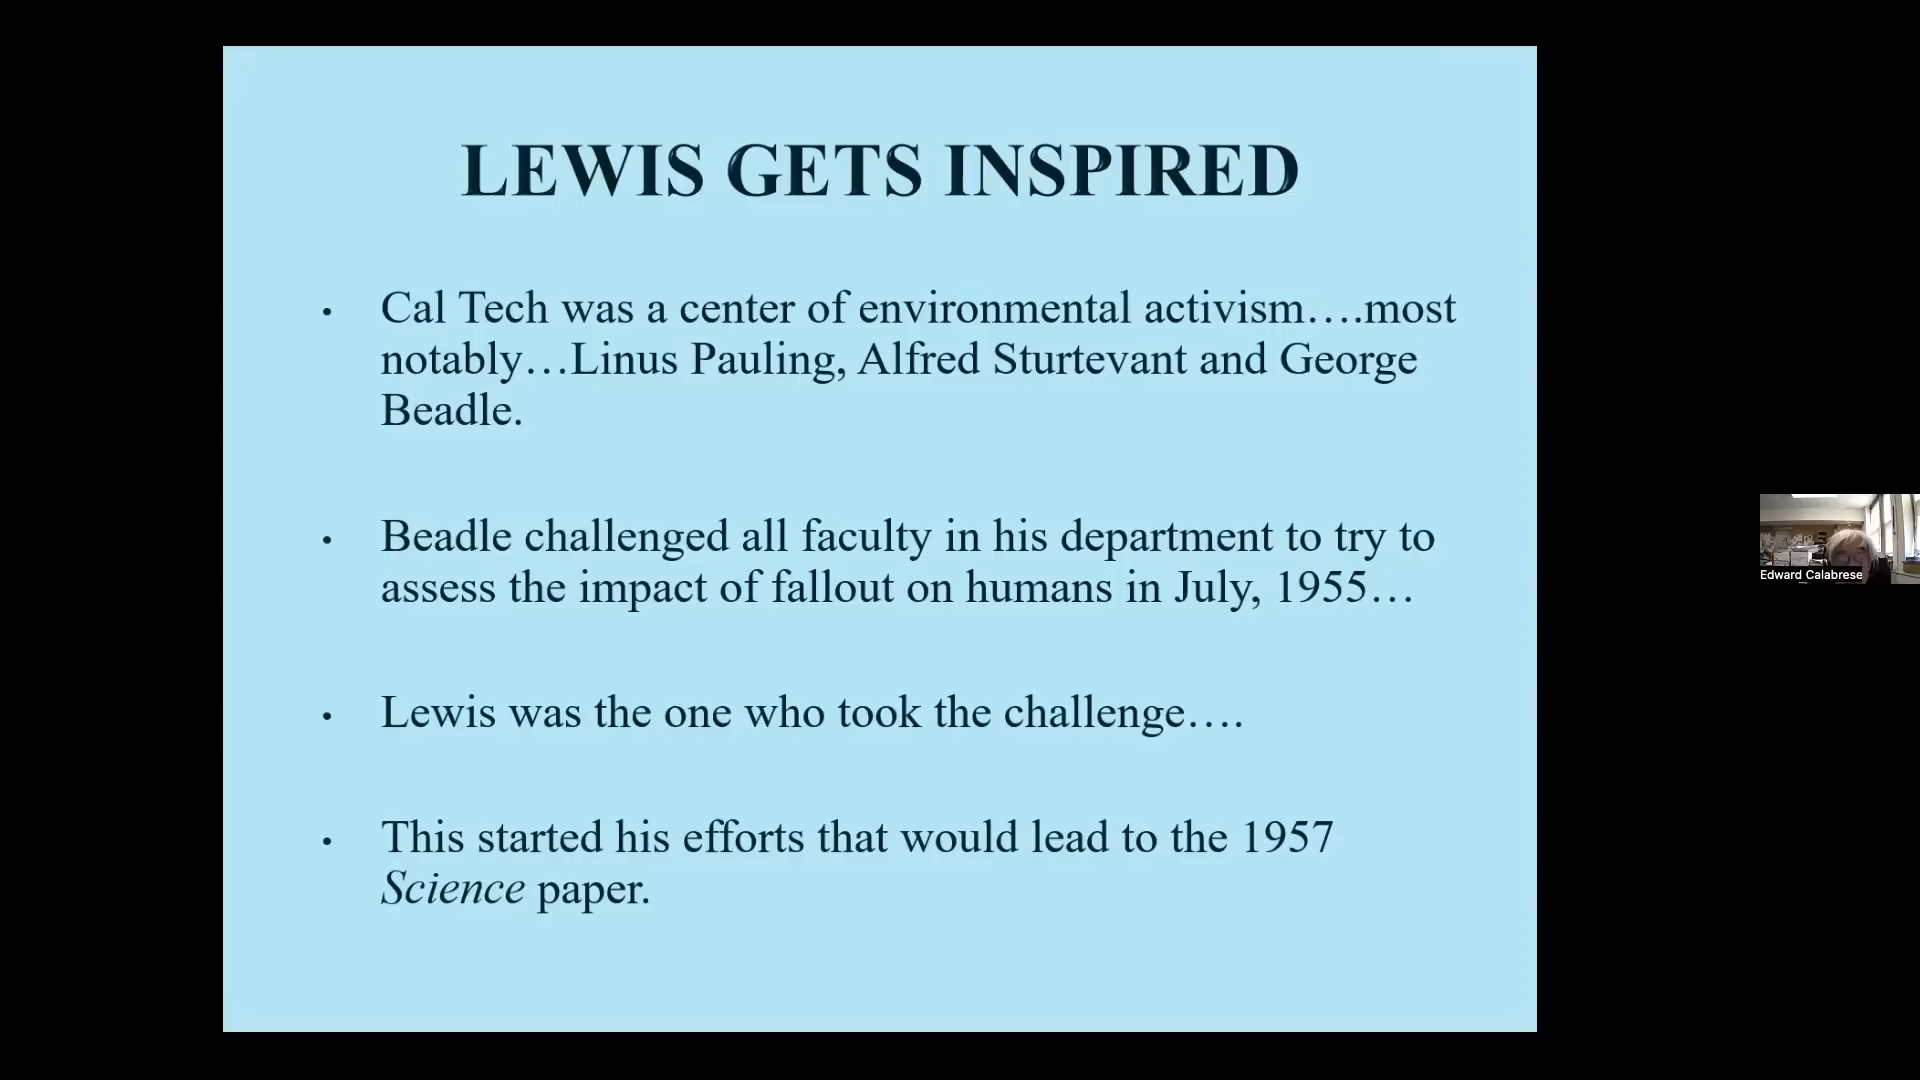 LEWIS GETS INSPIRED
• Cal Tech was a center of environmental activism….most
notably…Linus Pauling, Alfred Sturtevant and George
Beadle.
• Beadle challenged all faculty in his department to try to
assess the impact of fallout on humans in July, 1955…
• Lewis was the one who took the challenge….
• This started his efforts that would lead to the 1957
Science paper.
Edward Calabrese